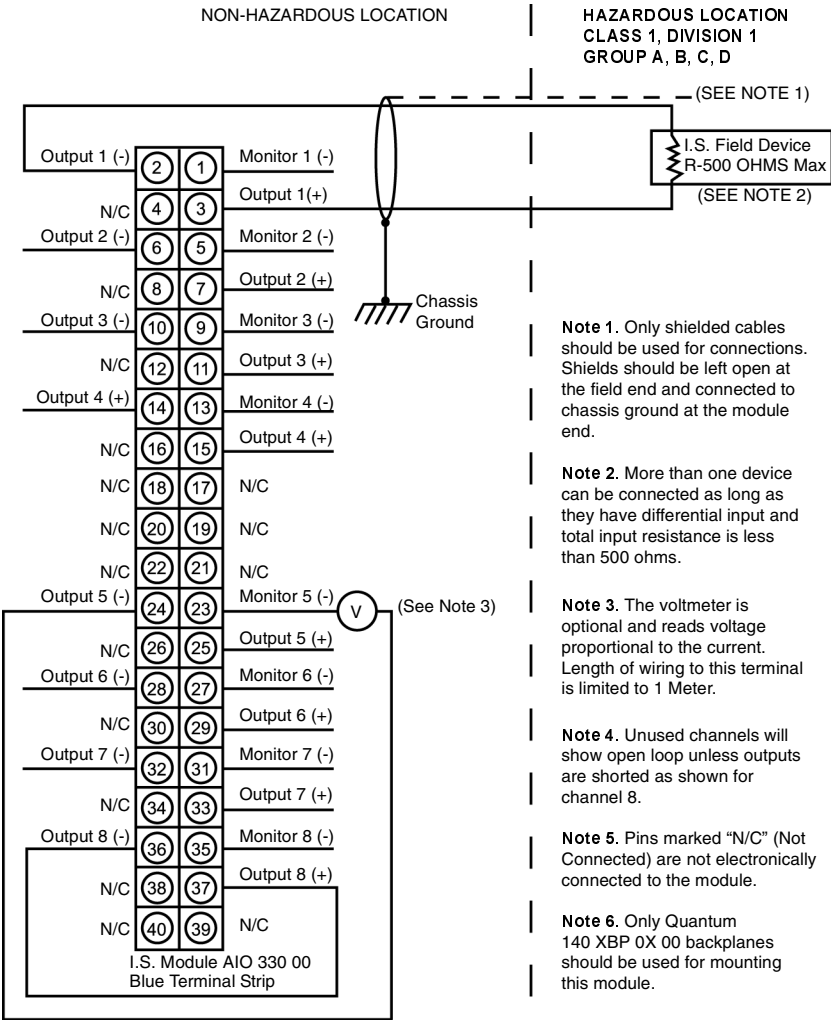 NON-HAZARDOUS LOCATION
HAZARDOUS LOCATION
CLASS 1, DIVISION 1
GROUP A, B, C, D
(SEE NOTE 1)
I.S. Field Device
R-500 OHMS Max
(SEE NOTE 2)
Output 1 (-) 2 1 Monitor 1 (-)
N/C 4 3 Output 1(+)
Output 2 (-) 6 5 Monitor 2 (-)
N/C 8 7 Output 2 (+)
Chassis
Ground
Output 3 (-) 10 9 Monitor 3 (-)
N/C 12 11 Output 3 (+)
Output 4 (+) 14 13 Monitor 4 (-)
N/C 16 15 Output 4 (+)
N/C 18 17 N/C
N/C 20 19 N/C
N/C 22 21 N/C
Output 5 (-) 24 23 Monitor 5 (-) V (See Note 3)
N/C 26 25 Output 5 (+)
Output 6 (-) 28 27 Monitor 6 (-)
N/C 30 29 Output 6 (+)
Output 7 (-) 32 31 Monitor 7 (-)
N/C 34 33 Output 7 (+)
Output 8 (-) 36 35 Monitor 8 (-)
N/C 38 37 Output 8 (+)
N/C 40 39 N/C
I.S. Module AIO 330 00
Blue Terminal Strip
Note 1. Only shielded cables
should be used for connections.
Shields should be left open at
the field end and connected to
chassis ground at the module
end.
Note 2. More than one device
can be connected as long as
they have differential input and
total input resistance is less
than 500 ohms.
Note 3. The voltmeter is
optional and reads voltage
proportional to the current.
Length of wiring to this terminal
is limited to 1 Meter.
Note 4. Unused channels will
show open loop unless outputs
are shorted as shown for
channel 8.
Note 5. Pins marked “N/C” (Not
Connected) are not electronically
connected to the module.
Note 6. Only Quantum
140 XBP 0X 00 backplanes
should be used for mounting
this module.